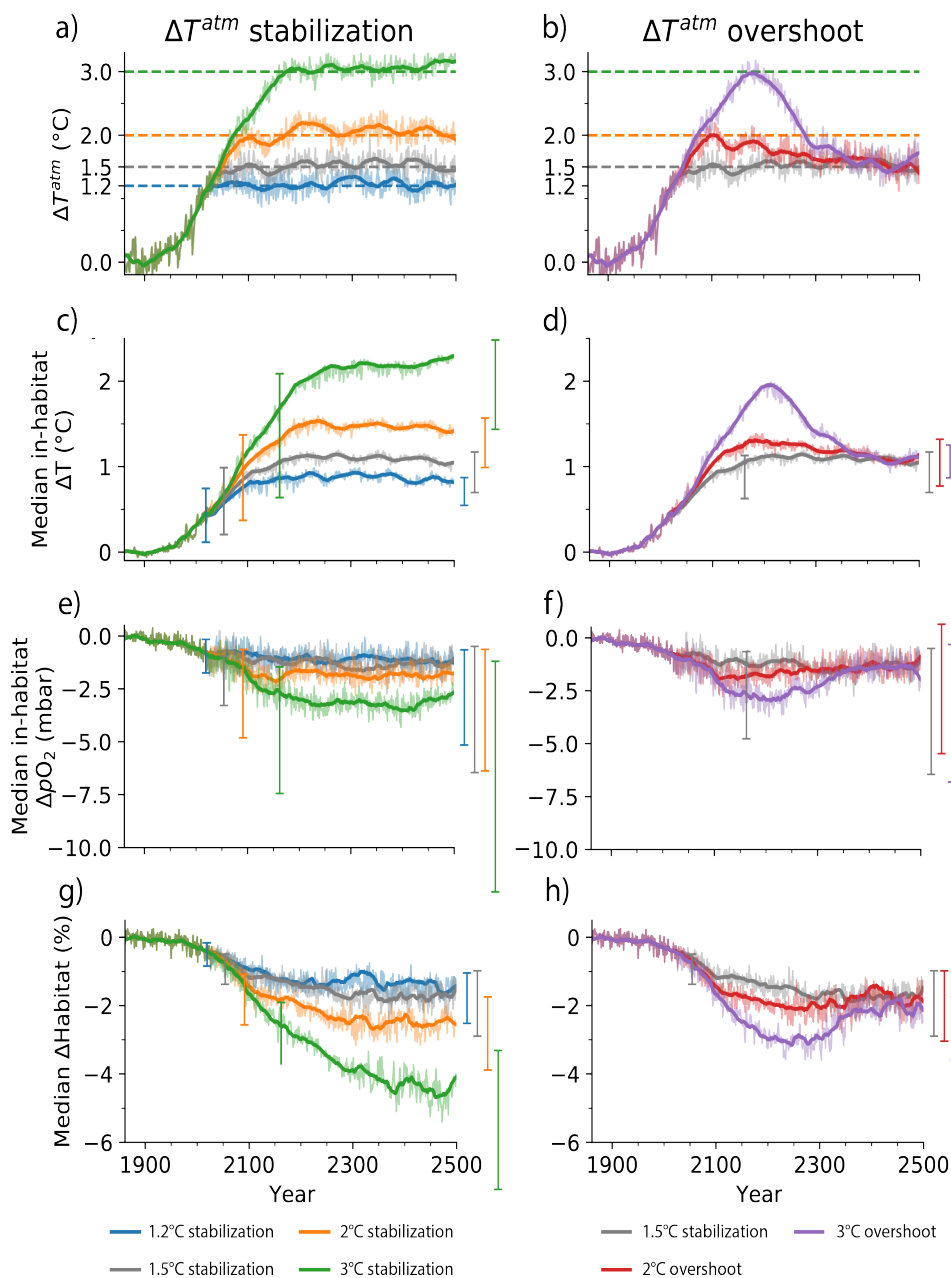 a) ΔT^atm stabilization
b) ΔT^atm overshoot
ΔT^atm (°C)
3.0
2.0
1.5
1.2
0.0
3.0
2.0
1.5
1.2
0.0
c)
d)
Median in-habitat
ΔT (°C)
2
1
0
2
1
0
e)
f)
Median in-habitat
ΔpO₂ (mbar)
0.0
−2.5
−5.0
−7.5
−10.0
0.0
−2.5
−5.0
−7.5
−10.0
g)
h)
Median ΔHabitat (%)
0
−2
−4
−6
0
−2
−4
−6
1900 2100 2300 2500
1900 2100 2300 2500
Year
Year
1.2°C stabilization 2°C stabilization
1.5°C stabilization 3°C overshoot
1.5°C stabilization 3°C stabilization
2°C overshoot